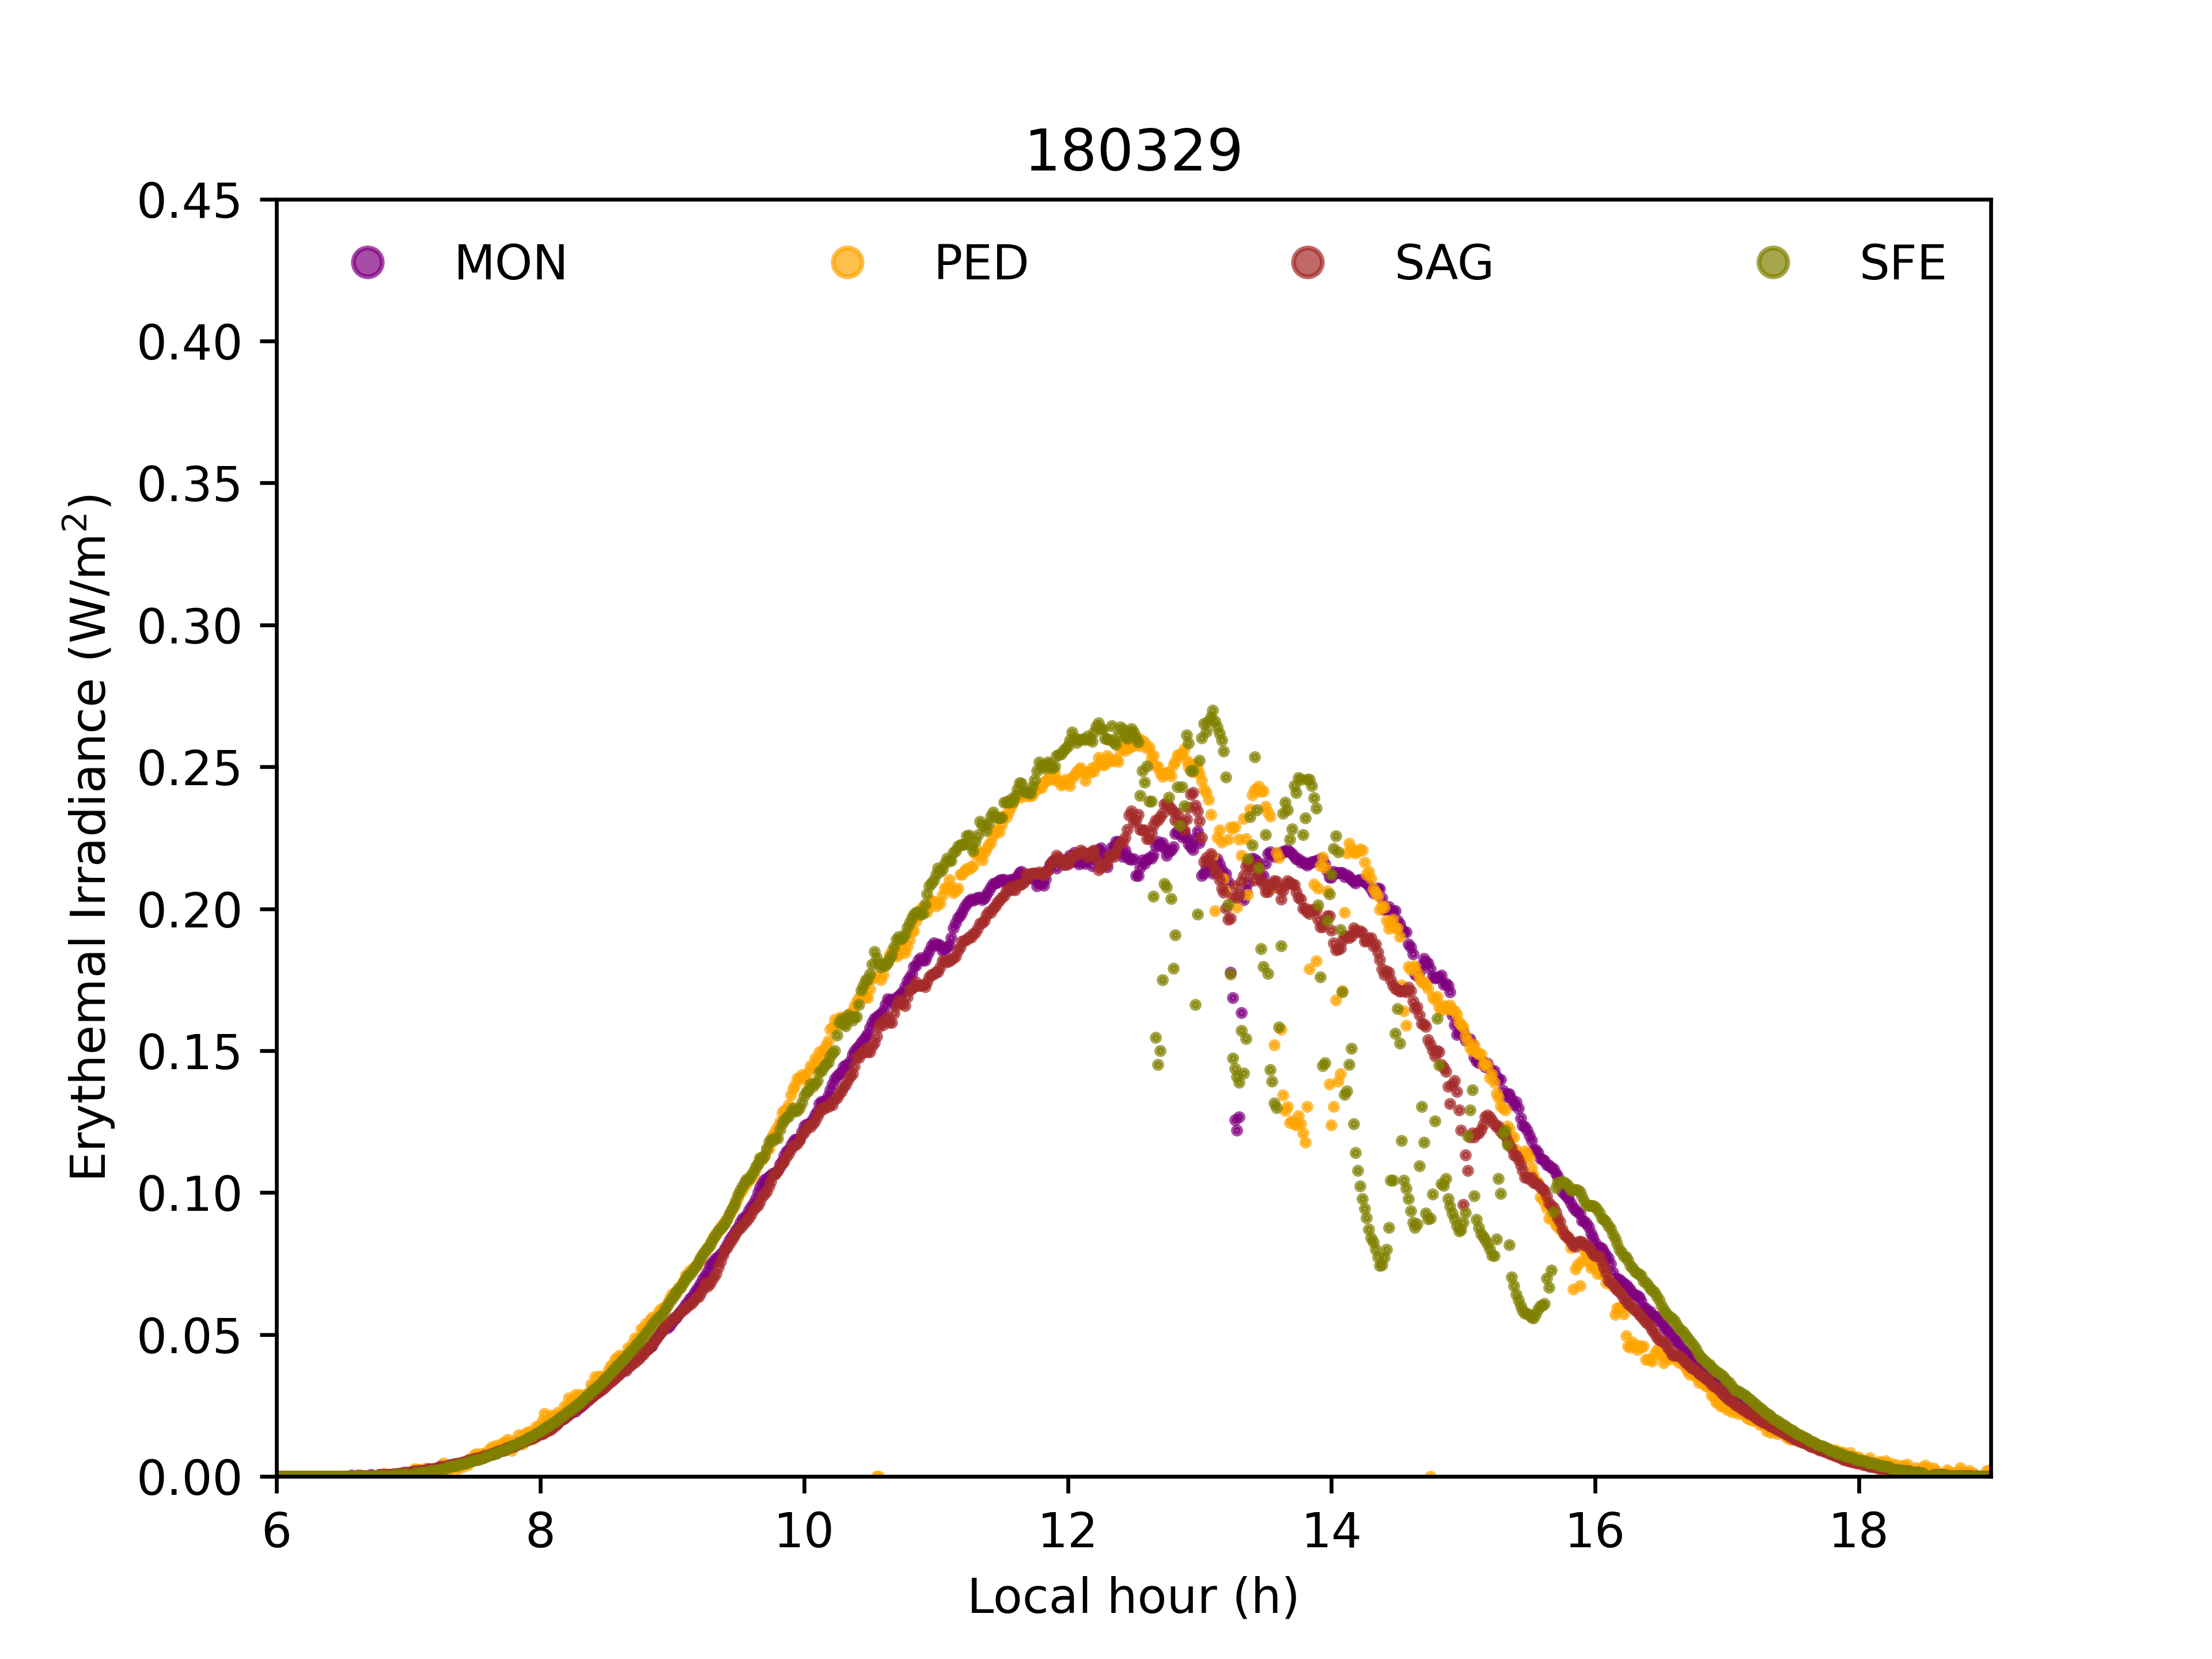 180329
MON PED SAG SFE
0.45
0.40
0.35
0.30
0.25
0.20
0.15
0.10
0.05
0.00
Erythemal Irradiance (W/m²)
6 8 10 12 14 16 18
Local hour (h)